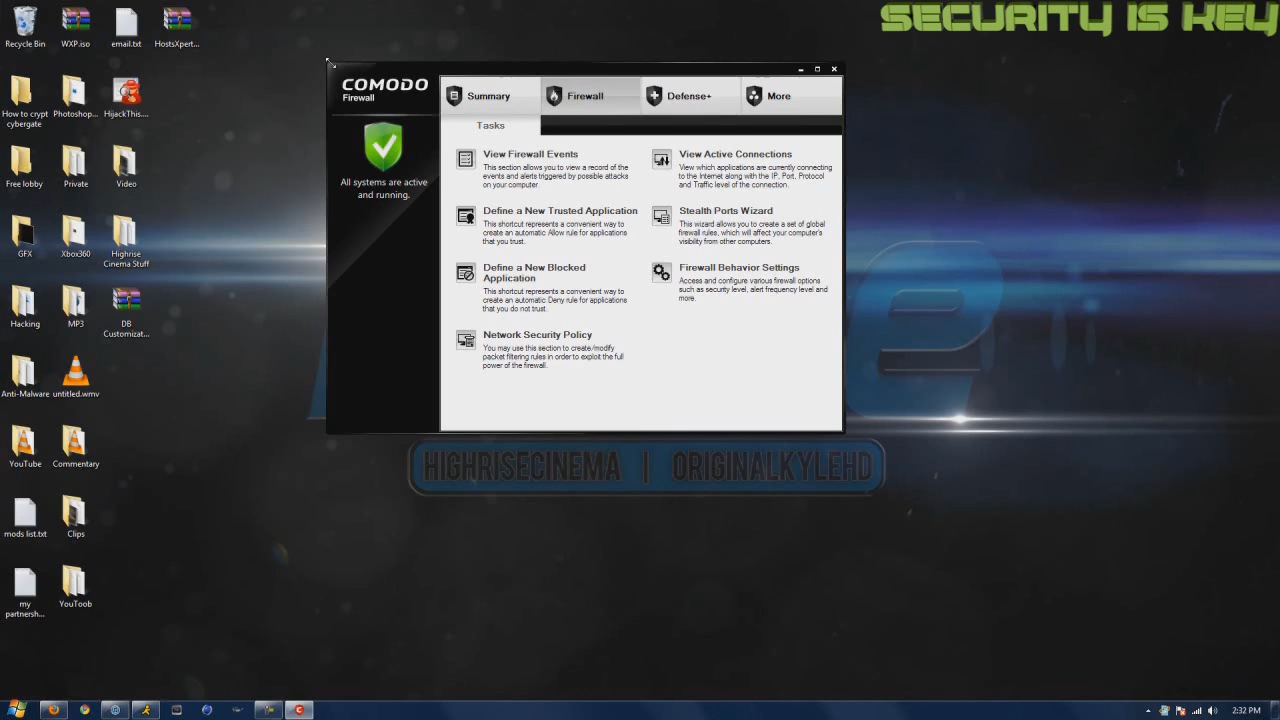 SECURITY IS KEY
Recycle Bin
WXP.iso
email.txt
HostsXpert...
How to crypt
cybergate
Photoshop...
HijackThis....
Free lobby
Private
Video
GFX
Xbox360
Highrise
Cinema Stuff
Hacking
MP3
DB
Customizat...
Anti-Malware
untitled.wmv
YouTube
Commentary
mods list.txt
Clips
my
partnersh...
YouToob
COMODO
Firewall
All systems are active
and running.
Summary
Firewall
Defense+
More
Tasks
View Firewall Events
This section allows you to view a record of the
events and alerts triggered by possible attacks
on your computer.
Define a New Trusted Application
This shortcut represents a convenient way to
create an automatic Allow rule for applications
that you trust.
Define a New Blocked
Application
This shortcut represents a convenient way to
create an automatic Deny rule for applications
that you do not trust.
Network Security Policy
You may use this section to create/modify
packet filtering rules in order to exploit the full
power of the firewall.
View Active Connections
View which applications are currently connecting
to the Internet along with the IP, Port, Protocol
and Traffic level of the connection.
Stealth Ports Wizard
This wizard allows you to create a set of global
firewall rules, which will affect your computer's
visibility from other computers.
Firewall Behavior Settings
Access and configure various firewall options
such as security level, alert frequency level and
more.
HIGHRISECINEMA | ORIGINALKYLEHD
2:32 PM